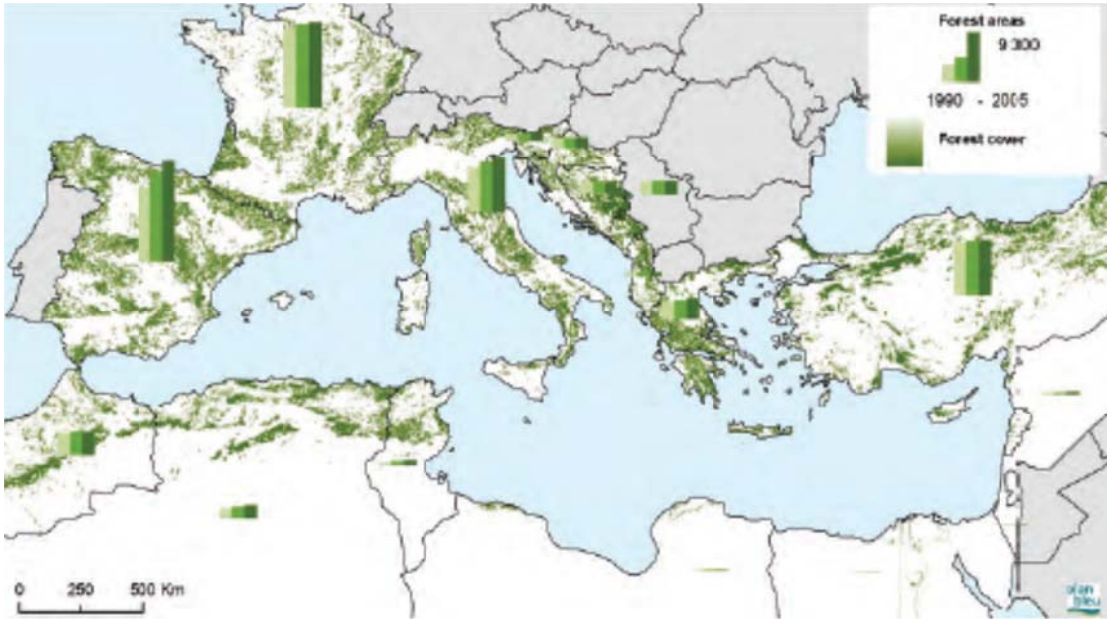 Forest areas
9 300
1990 - 2005
Forest cover
0 250 500 Km
plan
bleu